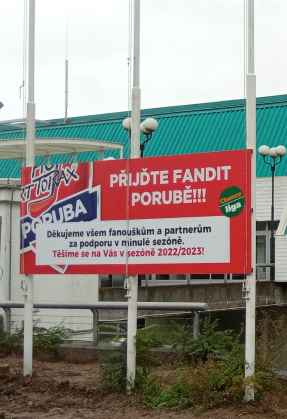 PŘIJĎTE FANDIT
PORUBĚ!!!
PORUBA
liga
Děkujeme všem fanouškům a partnerům
za podporu v minulé sezóně.
Těšíme se na Vás v sezóně 2022/2023!